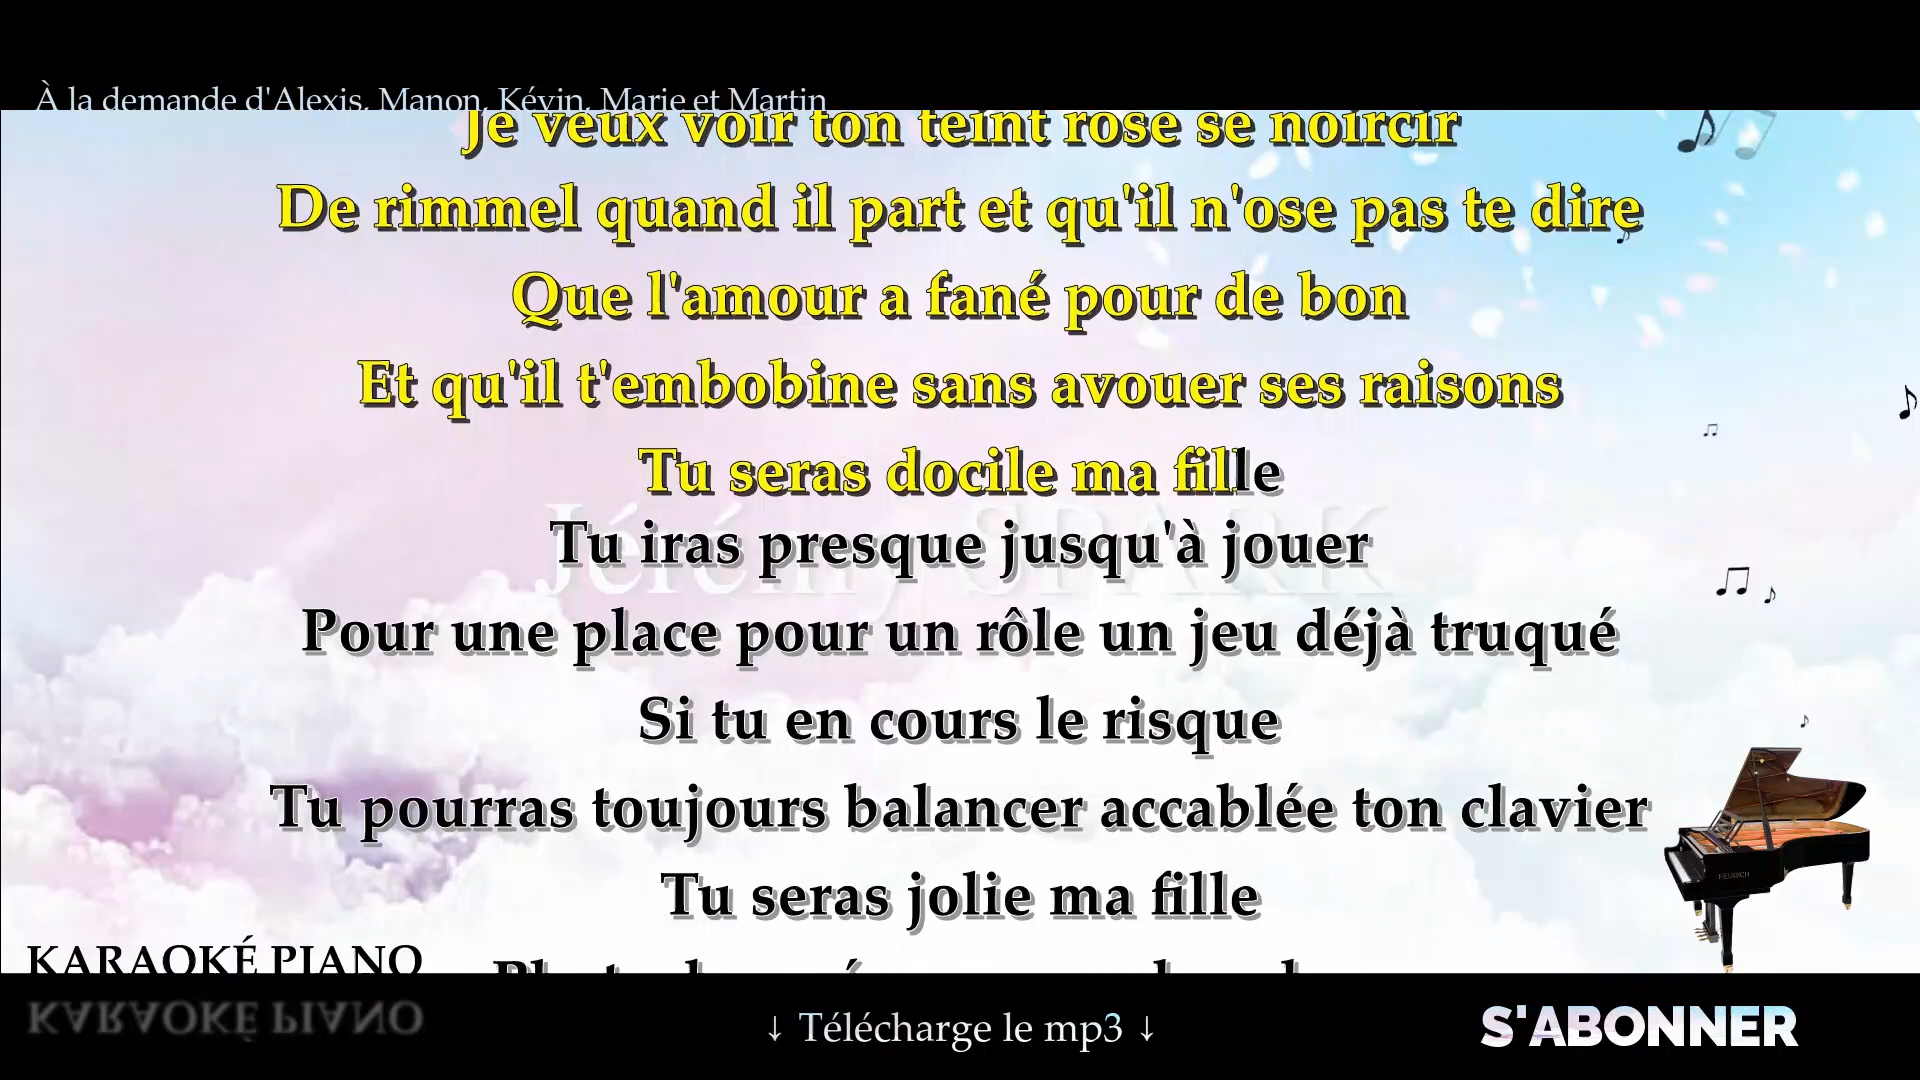 À la demande d'Alexis, Manon, Kévin, Marie et Martin
Je veux voir ton teint rose se noircir
De rimmel quand il part et qu'il n'ose pas te dire
Que l'amour a fané pour de bon
Et qu'il t'embobine sans avouer ses raisons
Tu seras docile ma fille
Jérémy SPARK
Tu iras presque jusqu'à jouer
Pour une place pour un rôle un jeu déjà truqué
Si tu en cours le risque
Tu pourras toujours balancer accablée ton clavier
Tu seras jolie ma fille
FEURICH
KARAOKÉ PIANO
KARAOKÉ PIANO
↓ Télécharge le mp3 ↓
S'ABONNER